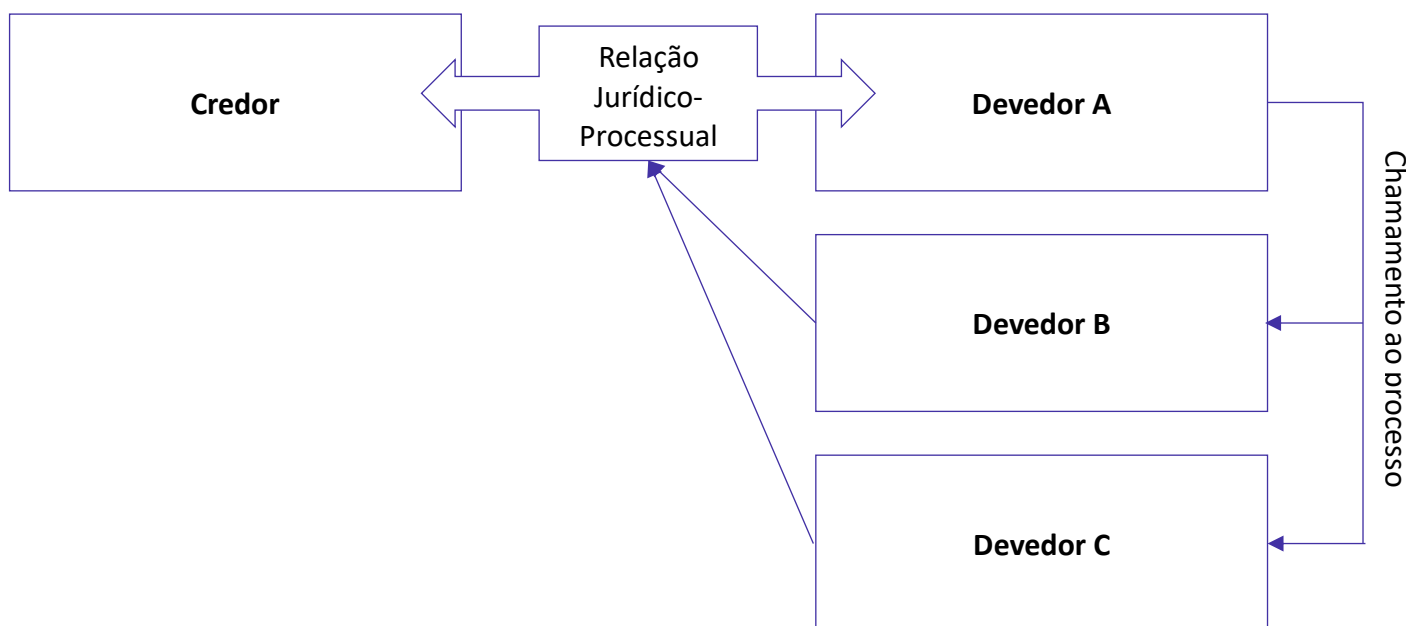 Credor
Relação
Jurídico-
Processual
Devedor A
Devedor B
Devedor C
Chamamento ao processo